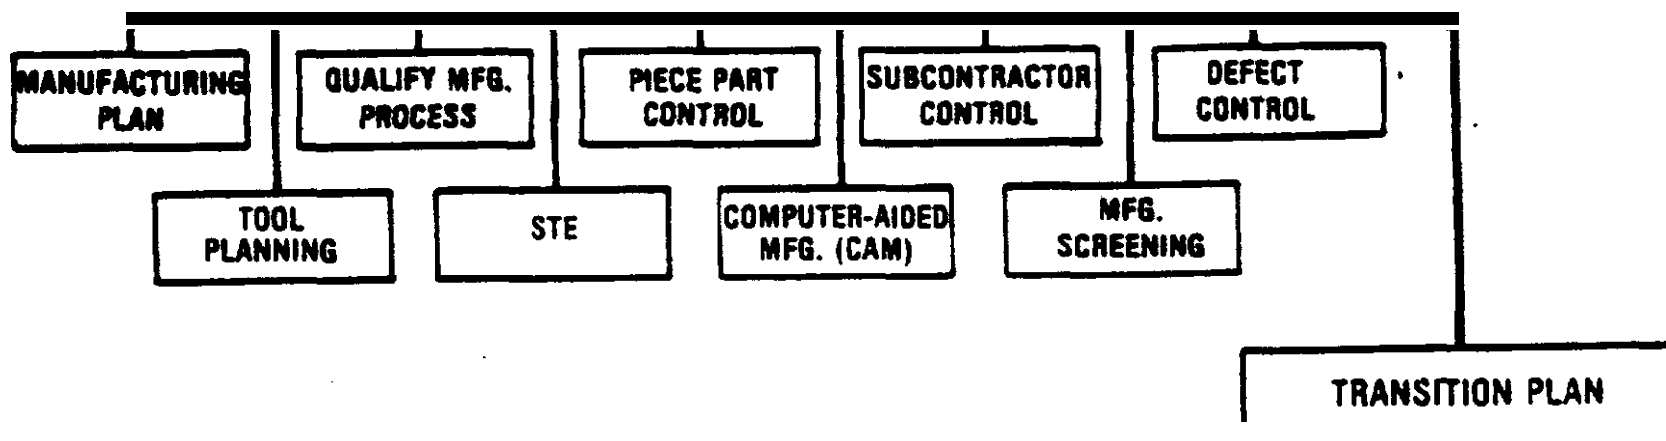 MANUFACTURING
PLAN
QUALIFY MFG.
PROCESS
PIECE PART
CONTROL
SUBCONTRACTOR
CONTROL
DEFECT
CONTROL
TOOL
PLANNING
STE
COMPUTER-AIDED
MFG. (CAM)
MFG.
SCREENING
TRANSITION PLAN